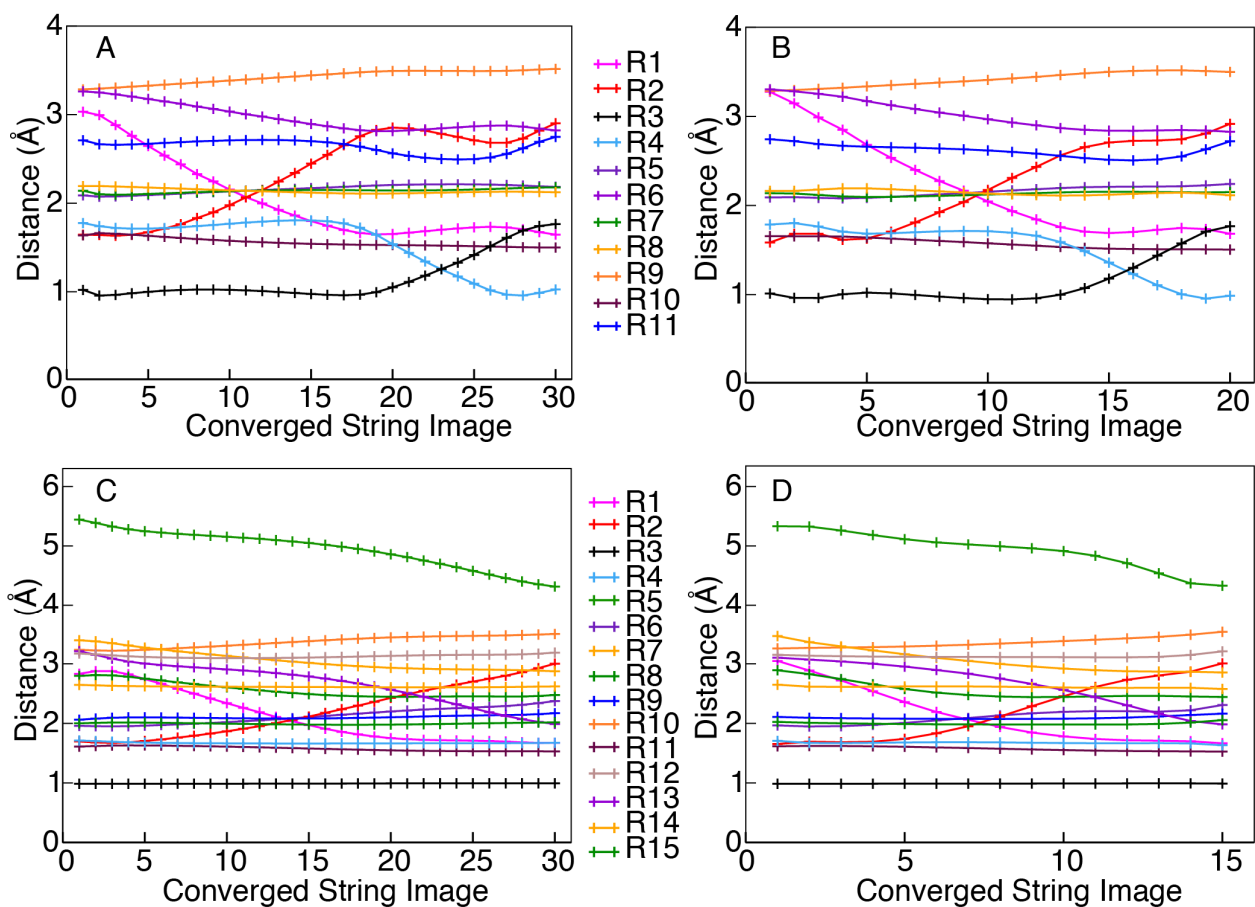 A
Distance (Å)
4
3
2
1
0
0 5 10 15 20 25 30
Converged String Image
R1
R2
R3
R4
R5
R6
R7
R8
R9
R10
R11
B
Distance (Å)
4
3
2
1
0
0 5 10 15 20
Converged String Image
C
Distance (Å)
6
5
4
3
2
1
0
0 5 10 15 20 25 30
Converged String Image
R1
R2
R3
R4
R5
R6
R7
R8
R9
R10
R11
R12
R13
R14
R15
D
Distance (Å)
6
5
4
3
2
1
0
0 5 10 15
Converged String Image